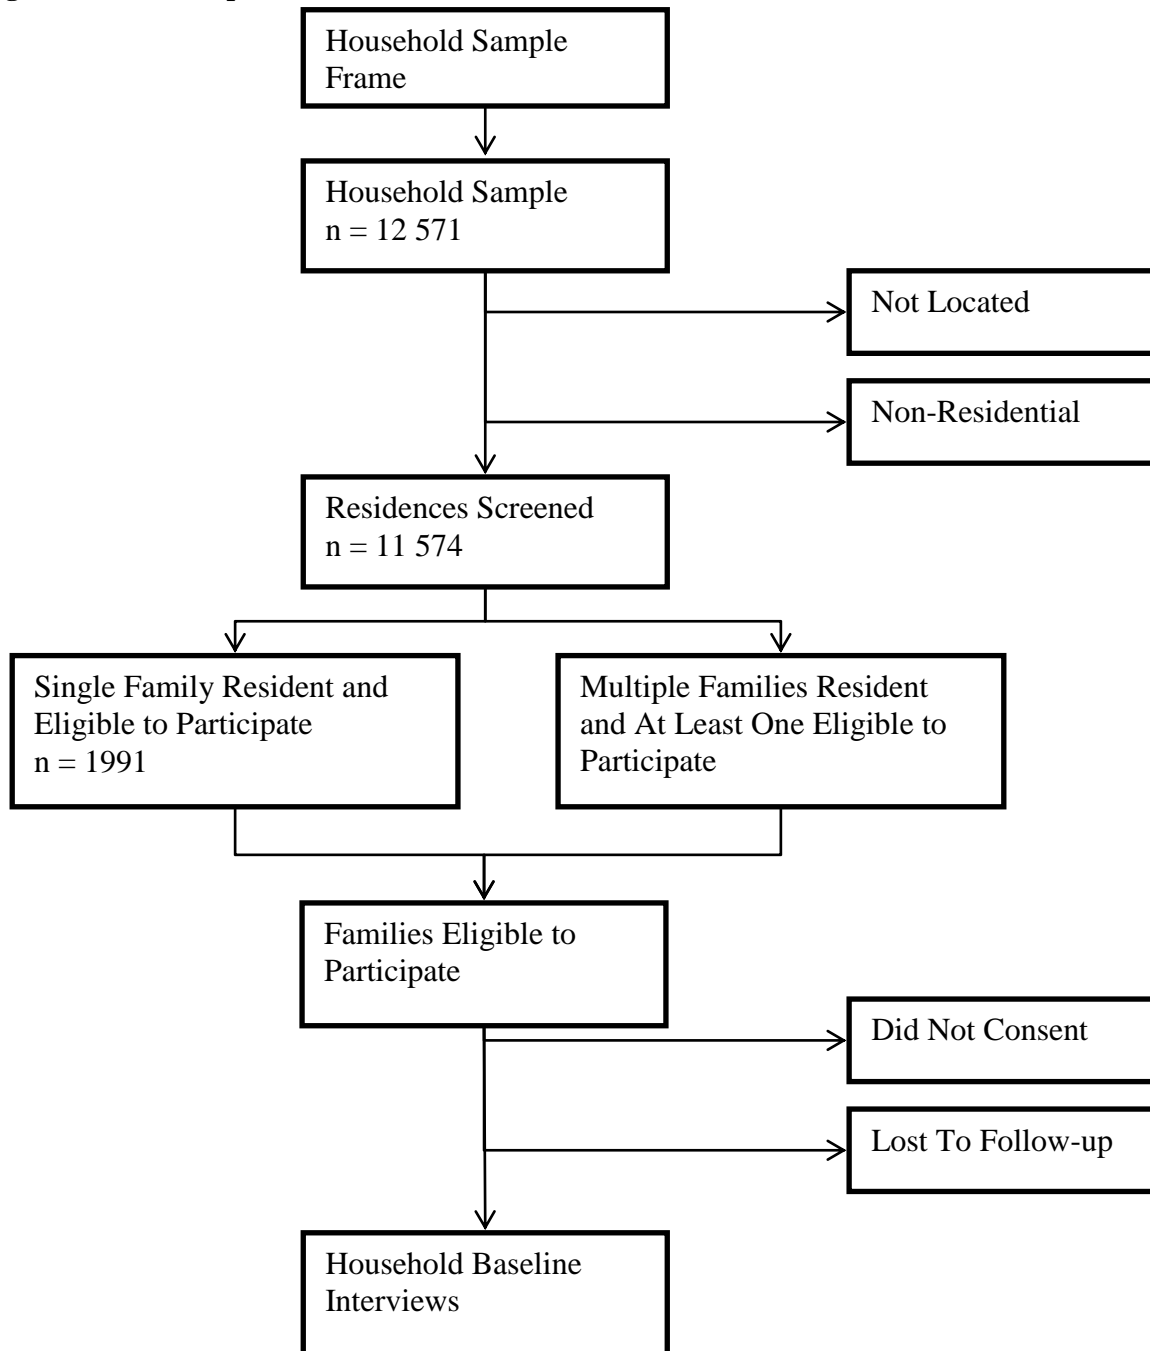 Household Sample
Frame
Household Sample
n = 12 571
Not Located
Non-Residential
Residences Screened
n = 11 574
Single Family Resident and
Eligible to Participate
n = 1991
Multiple Families Resident
and At Least One Eligible to
Participate
Families Eligible to
Participate
Did Not Consent
Lost To Follow-up
Household Baseline
Interviews